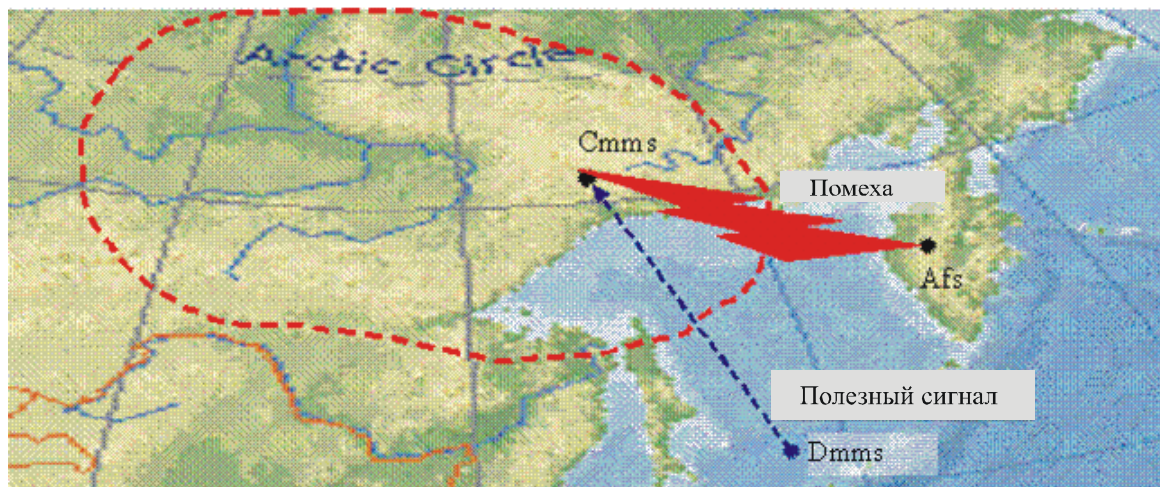 Arctic Circle
Cmms
Помеха
Afs
Полезный сигнал
Dmms